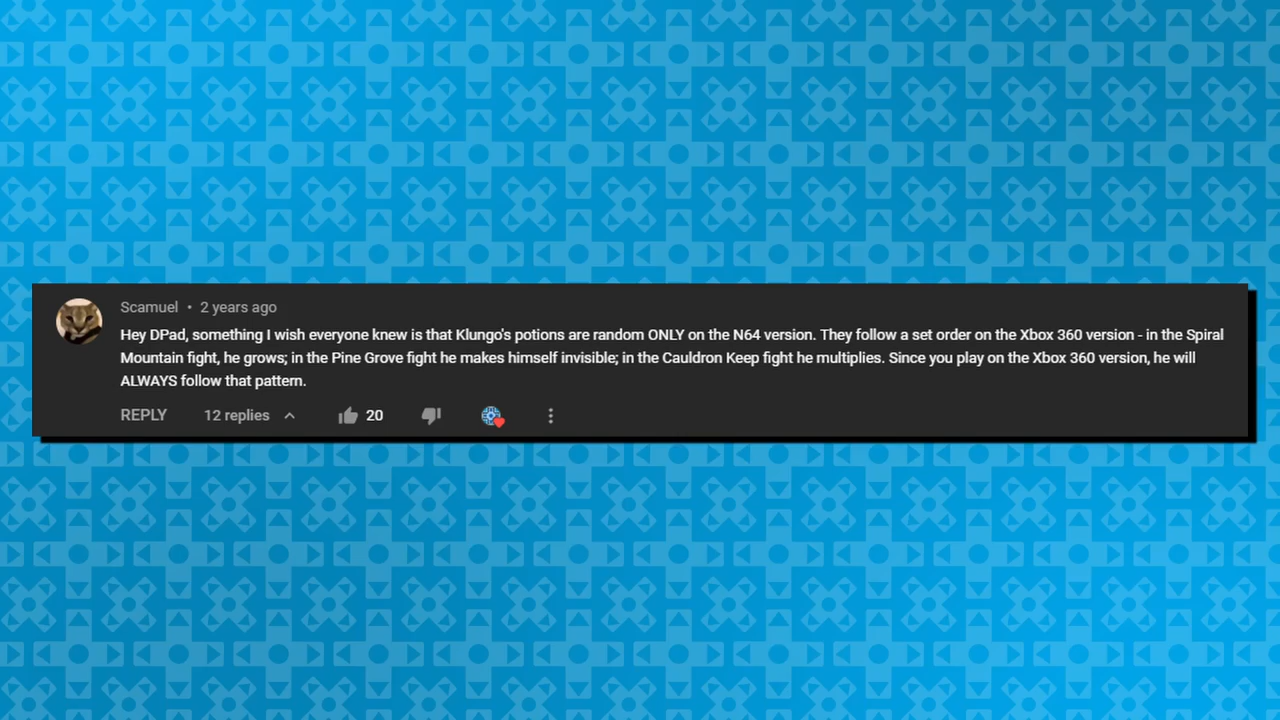 Scamuel • 2 years ago
Hey DPad, something I wish everyone knew is that Klungo's potions are random ONLY on the N64 version. They follow a set order on the Xbox 360 version - in the Spiral
Mountain fight, he grows; in the Pine Grove fight he makes himself invisible; in the Cauldron Keep fight he multiplies. Since you play on the Xbox 360 version, he will
ALWAYS follow that pattern.
REPLY 12 replies 20